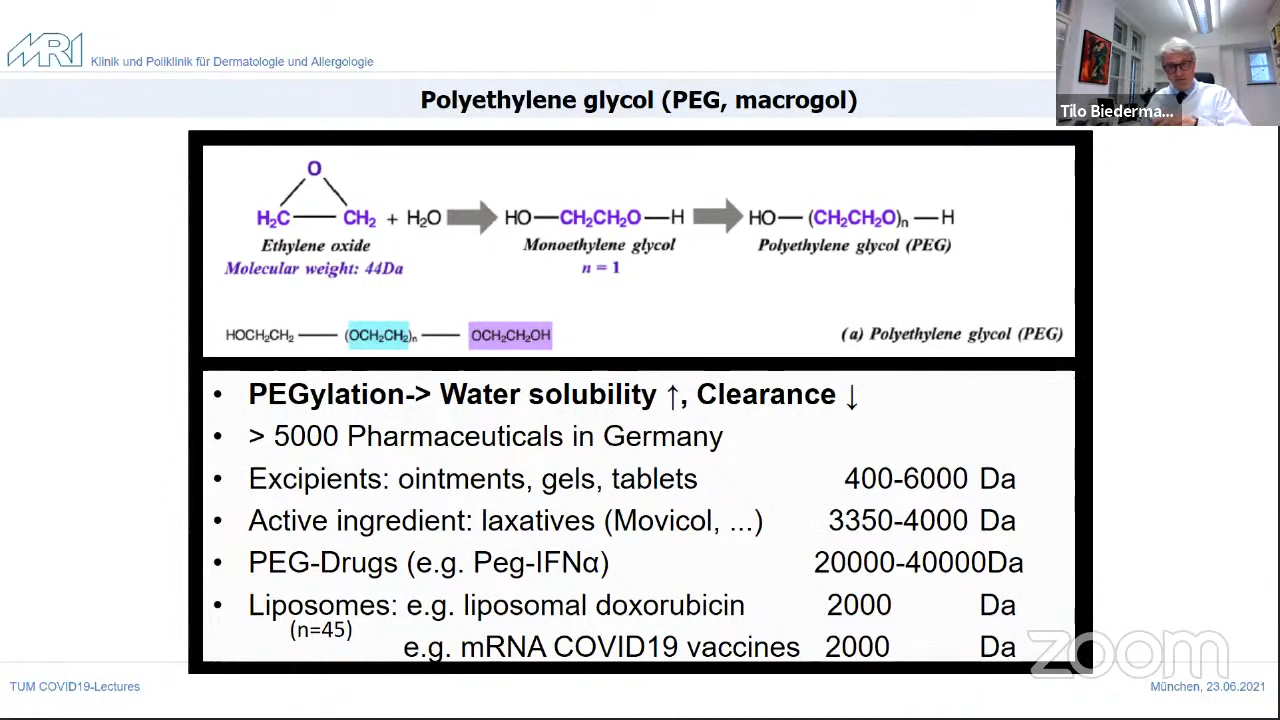 MRI Klinik und Poliklinik für Dermatologie und Allergologie
Tilo Biederma...
Polyethylene glycol (PEG, macrogol)
O
H₂C CH₂ + H₂O HO—CH₂CH₂O—H HO—(CH₂CH₂O)ₙ—H
Ethylene oxide Monoethylene glycol Polyethylene glycol (PEG)
Molecular weight: 44Da n = 1
HOCH₂CH₂ — (OCH₂CH₂)ₙ — OCH₂CH₂OH (a) Polyethylene glycol (PEG)
• PEGylation-> Water solubility ↑, Clearance ↓
• > 5000 Pharmaceuticals in Germany
• Excipients: ointments, gels, tablets 400-6000 Da
• Active ingredient: laxatives (Movicol, ...) 3350-4000 Da
• PEG-Drugs (e.g. Peg-IFNα) 20000-40000Da
• Liposomes: e.g. liposomal doxorubicin 2000 Da
(n=45)
e.g. mRNA COVID19 vaccines 2000 Da
zoom
TUM COVID19-Lectures München, 23.06.2021